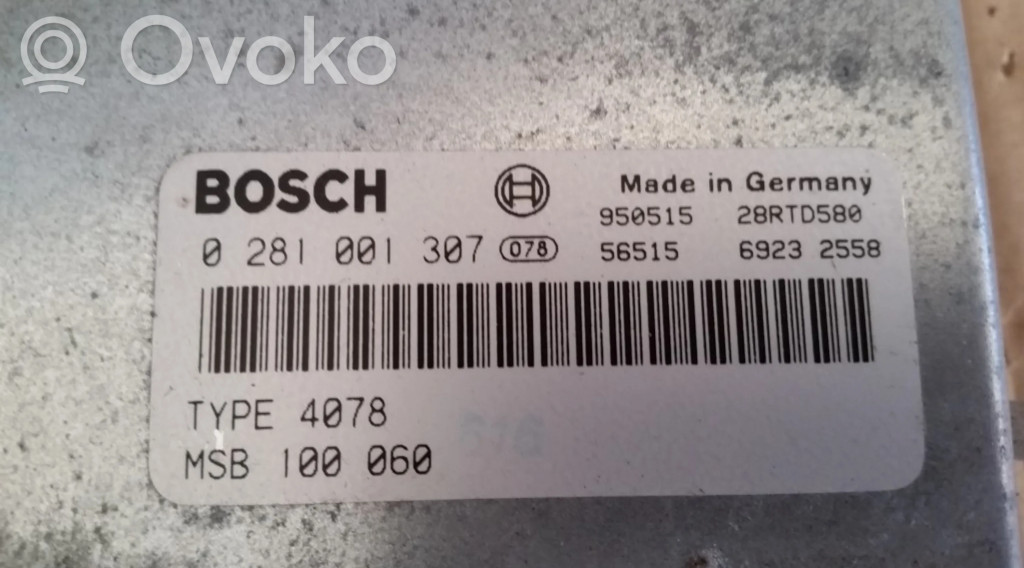 Ovoko
BOSCH Made in Germany
950515 28RTD580
0 281 001 307 078 56515 6923 2558
TYPE 4078
616
MSB 100 060